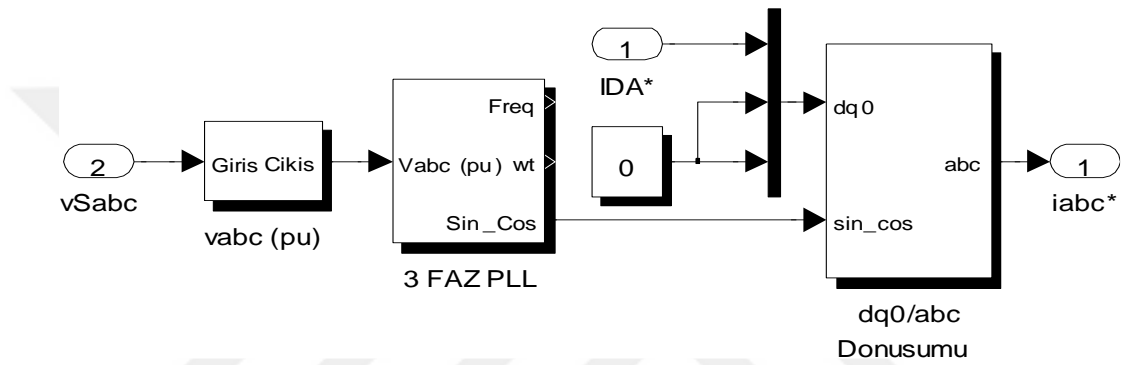 2
vSabc
Giris Cikis
vabc (pu)
Freq
Vabc (pu) wt
Sin_Cos
3 FAZ PLL
1
IDA*
0
dq0
abc
sin_cos
dq0/abc
Donusumu
1
iabc*